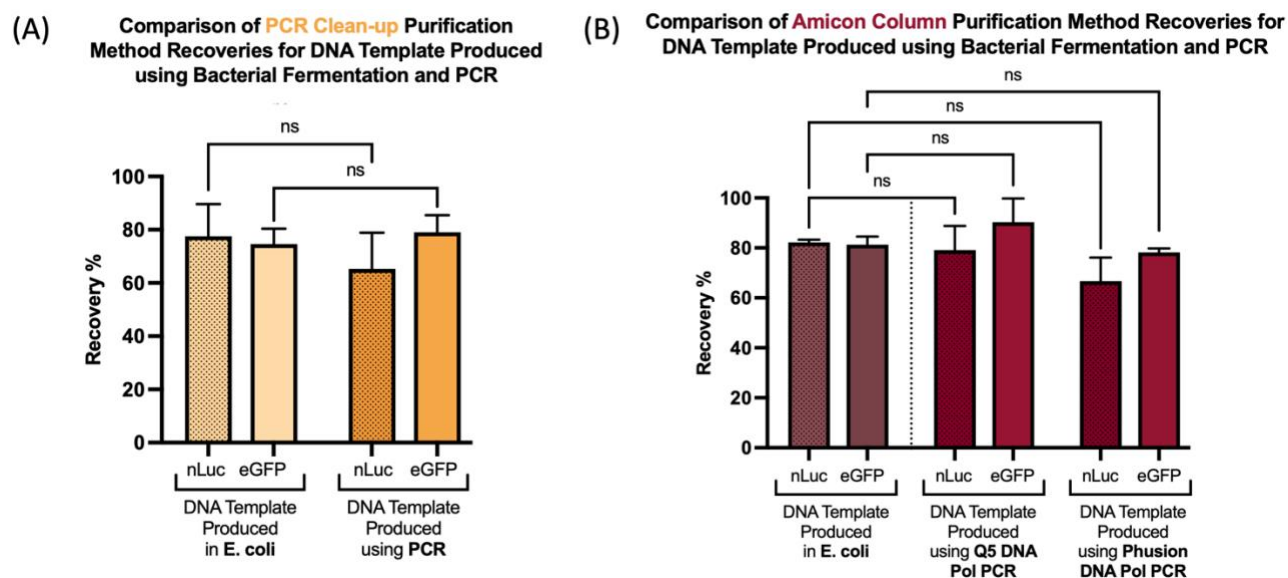 (A)
Comparison of PCR Clean-up Purification
Method Recoveries for DNA Template Produced
using Bacterial Fermentation and PCR
ns
ns
100
80
60
40
20
0
Recovery %
nLuc eGFP
nLuc eGFP
DNA Template
Produced
in E. coli
DNA Template
Produced
using PCR
(B)
Comparison of Amicon Column Purification Method Recoveries for
DNA Template Produced using Bacterial Fermentation and PCR
ns
ns
ns
ns
100
80
60
40
80
0
Recovery %
nLuc eGFP
nLuc eGFP
nLuc eGFP
DNA Template
Produced
in E. coli
DNA Template
Produced
using Q5 DNA
Pol PCR
DNA Template
Produced
using Phusion
DNA Pol PCR